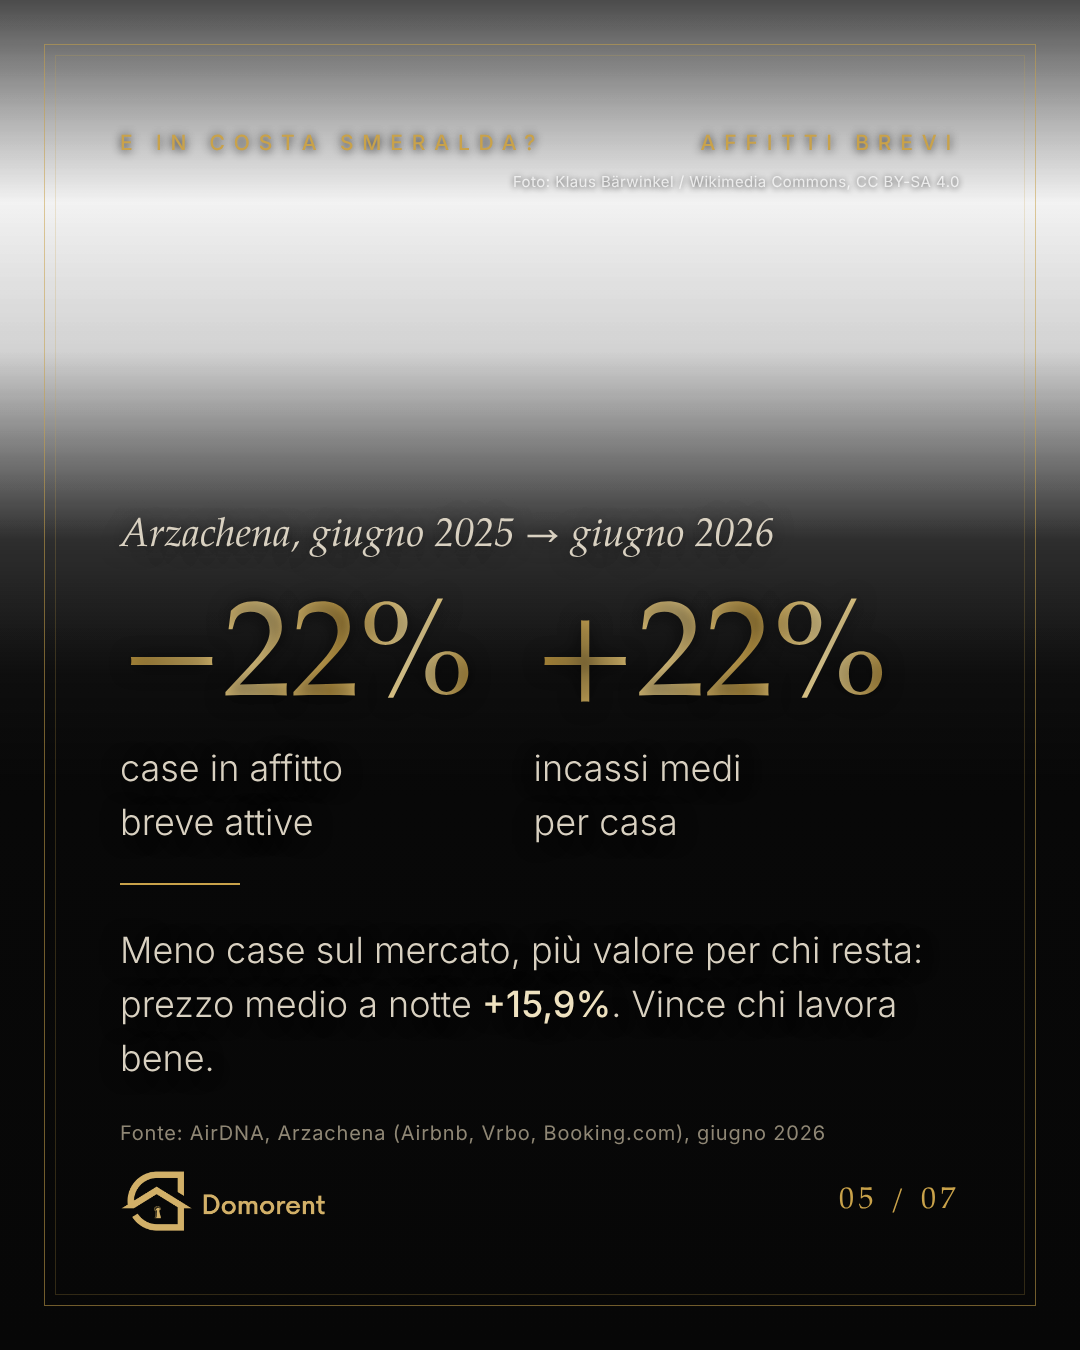 E IN COSTA SMERALDA? AFFITTI BREVI
Foto: Klaus Bärwinkel / Wikimedia Commons, CC BY-SA 4.0
Arzachena, giugno 2025 → giugno 2026
−22% +22%
case in affitto
breve attive
incassi medi
per casa
Meno case sul mercato, più valore per chi resta:
prezzo medio a notte +15,9%. Vince chi lavora
bene.
Fonte: AirDNA, Arzachena (Airbnb, Vrbo, Booking.com), giugno 2026
Domorent
05 / 07